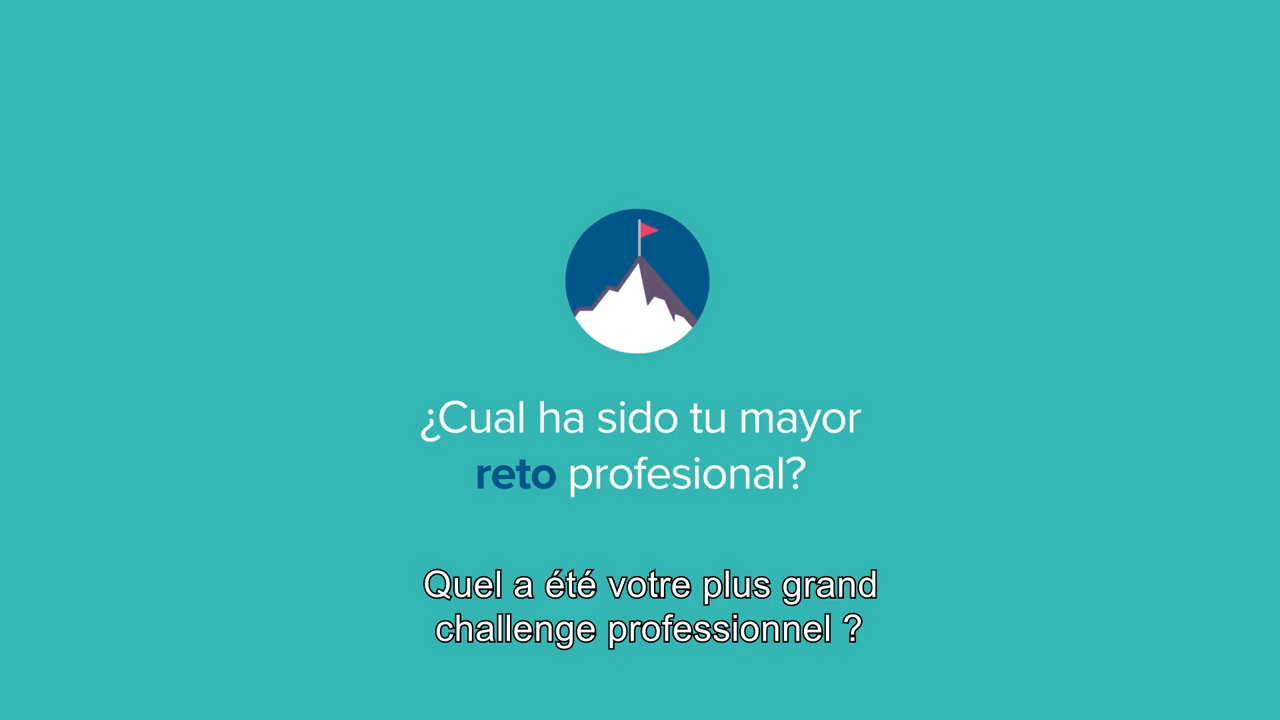 ¿Cual ha sido tu mayor
reto profesional?
Quel a été votre plus grand
challenge professionnel ?